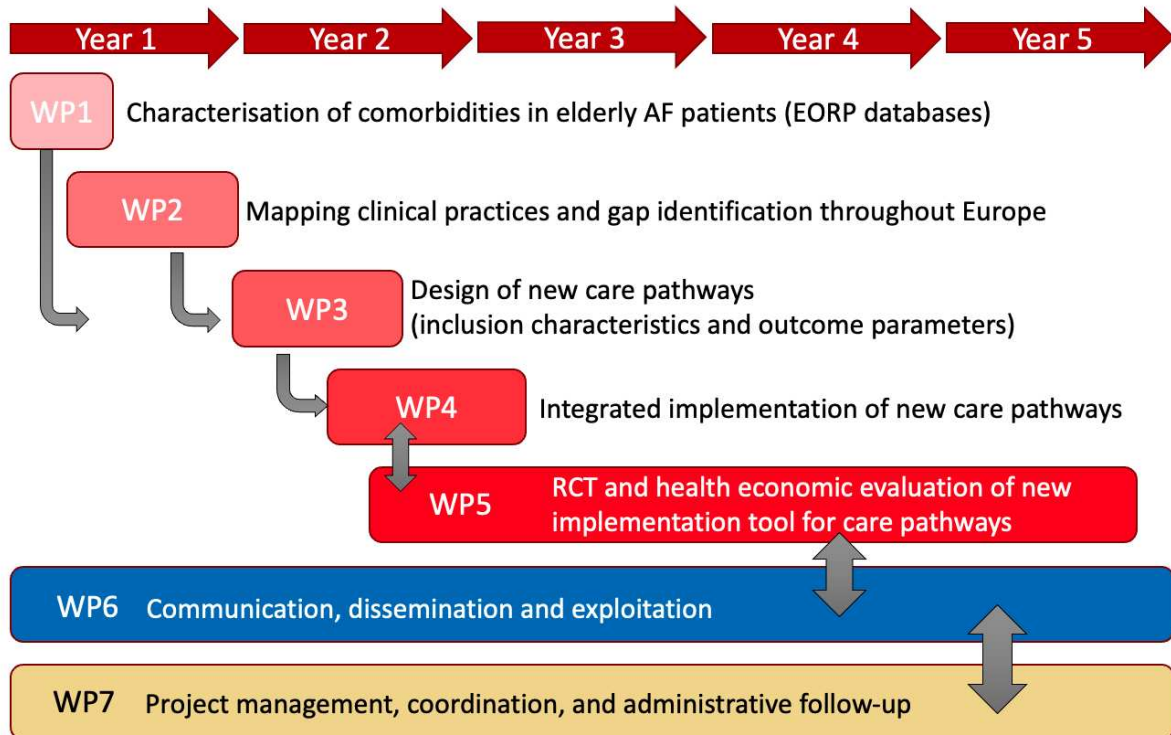 Year 1 Year 2 Year 3 Year 4 Year 5
WP1 Characterisation of comorbidities in elderly AF patients (EORP databases)
WP2 Mapping clinical practices and gap identification throughout Europe
WP3 Design of new care pathways
(inclusion characteristics and outcome parameters)
WP4 Integrated implementation of new care pathways
WP5 RCT and health economic evaluation of new
implementation tool for care pathways
WP6 Communication, dissemination and exploitation
WP7 Project management, coordination, and administrative follow-up